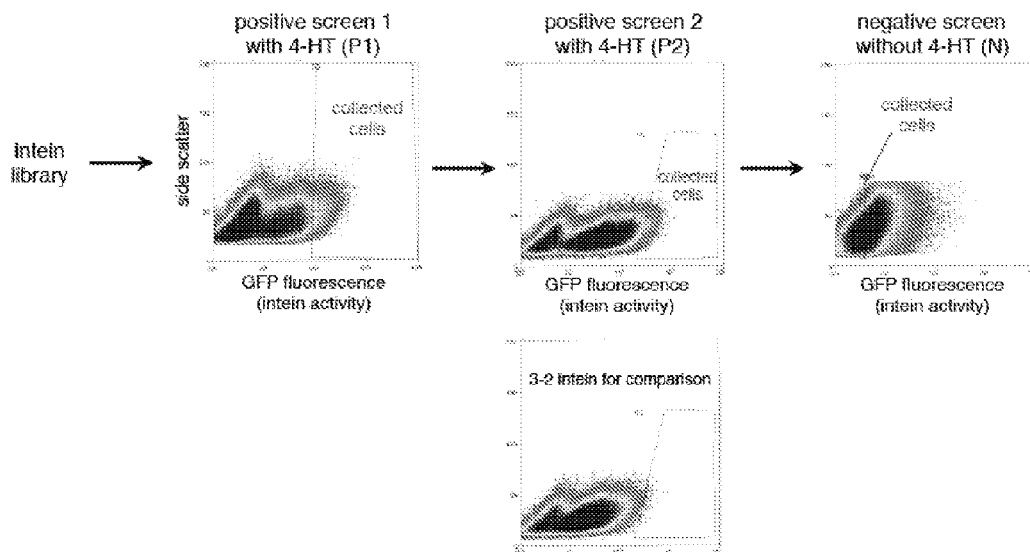 positive screen 1
with 4-HT (P1)
positive screen 2
with 4-HT (P2)
negative screen
without 4-HT (N)
intein
library
side scatter
collected
cells
collected
cells
collected
cells
GFP fluorescence
(intein activity)
GFP fluorescence
(intein activity)
GFP fluorescence
(intein activity)
3-2 intein for comparison